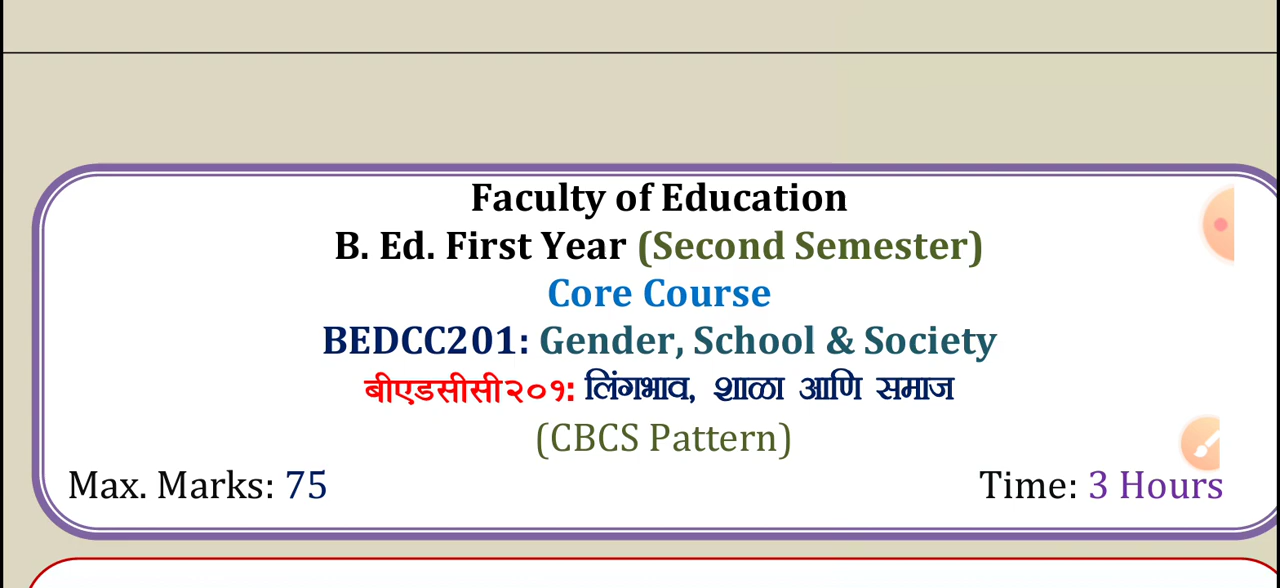 Faculty of Education
B. Ed. First Year (Second Semester)
Core Course
BEDCC201: Gender, School & Society
बीएडसीसी२०१: लिंगभाव, शाळा आणि समाज
(CBCS Pattern)
Max. Marks: 75 Time: 3 Hours